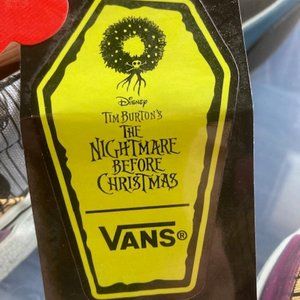 Disney
TIM BURTON'S
THE
NIGHTMARE
BEFORE
CHRISTMAS
VANS®